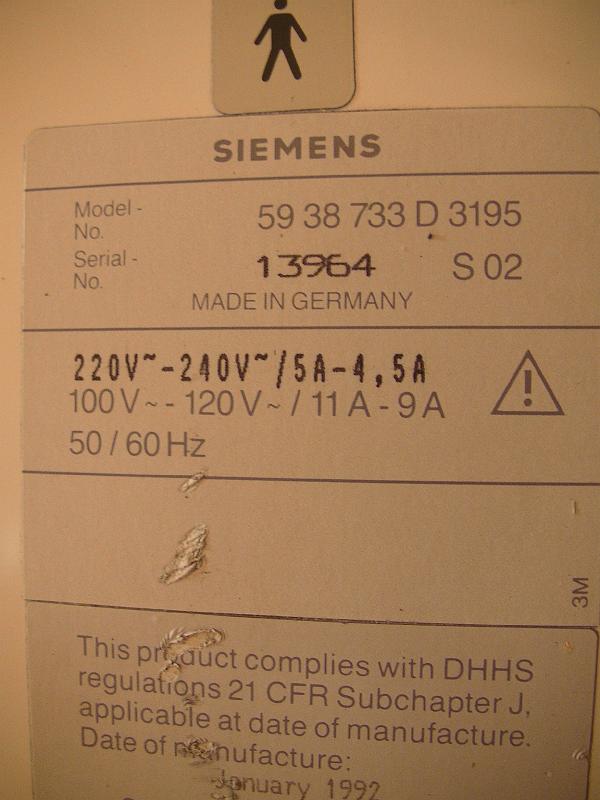 SIEMENS
Model -
No.
59 38 733 D 3195
Serial -
No.
13964 S 02
MADE IN GERMANY
220V~-240V~/5A-4,5A
100 V ~ - 120 V ~ / 11 A - 9 A
50 / 60 Hz
3M
This product complies with DHHS
regulations 21 CFR Subchapter J,
applicable at date of manufacture.
Date of manufacture:
January 1992